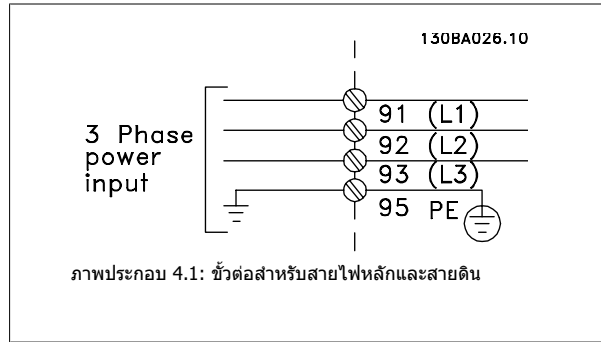 130BA026.10
3 Phase
power
input
91 (L1)
92 (L2)
93 (L3)
95 PE
ภาพประกอบ 4.1: ขั้วต่อสำหรับสายไฟหลักและสายดิน